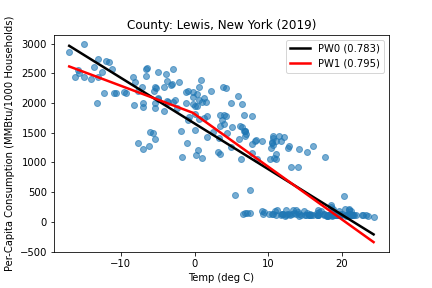 County: Lewis, New York (2019)
Per-Capita Consumption (MMBtu/1000 Households)
3000
2500
2000
1500
1000
500
0
−500
PW0 (0.783)
PW1 (0.795)
−10
0
10
20
Temp (deg C)